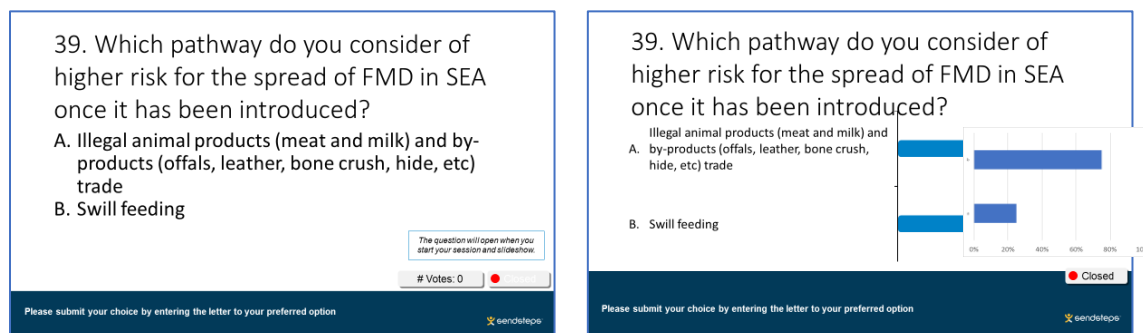 39. Which pathway do you consider of
higher risk for the spread of FMD in SEA
once it has been introduced?
A. Illegal animal products (meat and milk) and by-
products (offals, leather, bone crush, hide, etc)
trade
B. Swill feeding
The question will open when you
start your session and slideshow.
# Votes: 0
Closed
Please submit your choice by entering the letter to your preferred option
sendsteps
39. Which pathway do you consider of
higher risk for the spread of FMD in SEA
once it has been introduced?
Illegal animal products (meat and milk) and
A. by-products (offals, leather, bone crush,
hide, etc) trade
B. Swill feeding
0% 20% 40% 60% 80% 10
Closed
Please submit your choice by entering the letter to your preferred option
sendsteps